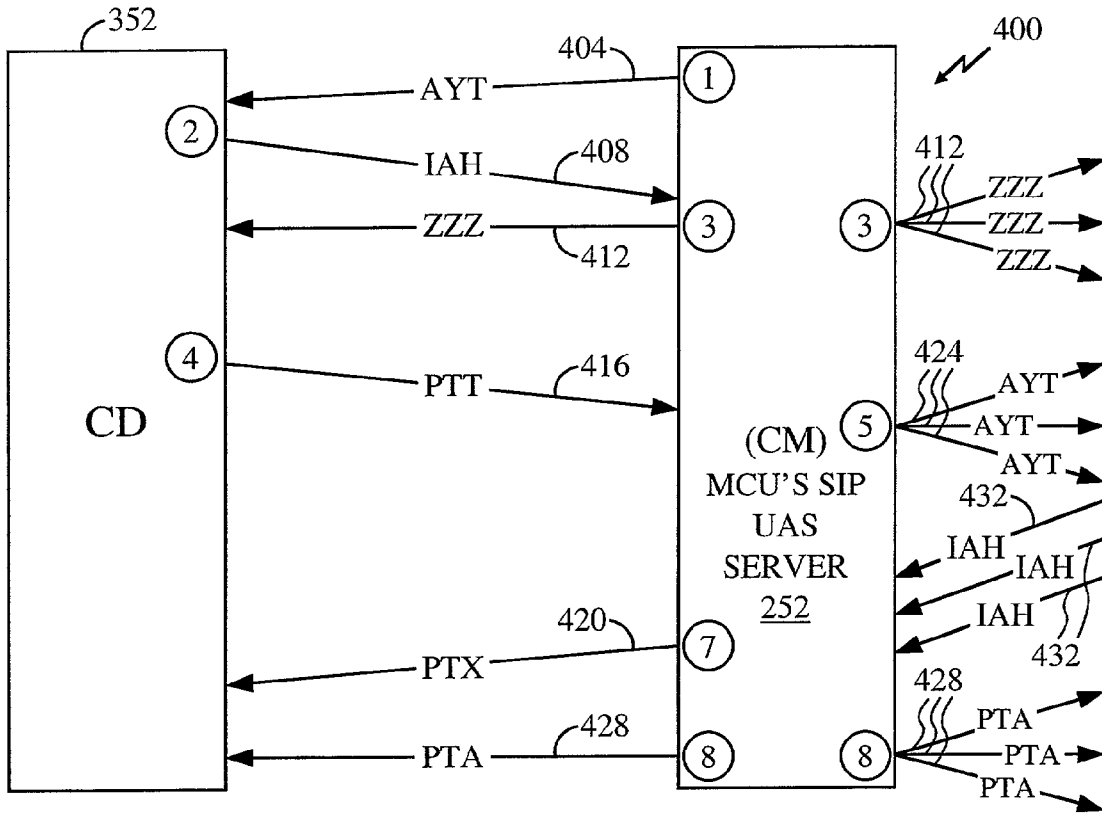 352
404
400
AYT
1
2
IAH
408
412
ZZZ
ZZZ
ZZZ
ZZZ
3
3
412
4
PTT
416
424
AYT
AYT
AYT
5
CD
(CM)
MCU'S SIP
UAS
SERVER
252
432
IAH
IAH
IAH
432
420
7
PTX
428
PTA
PTA
PTA
428
PTA
8
8